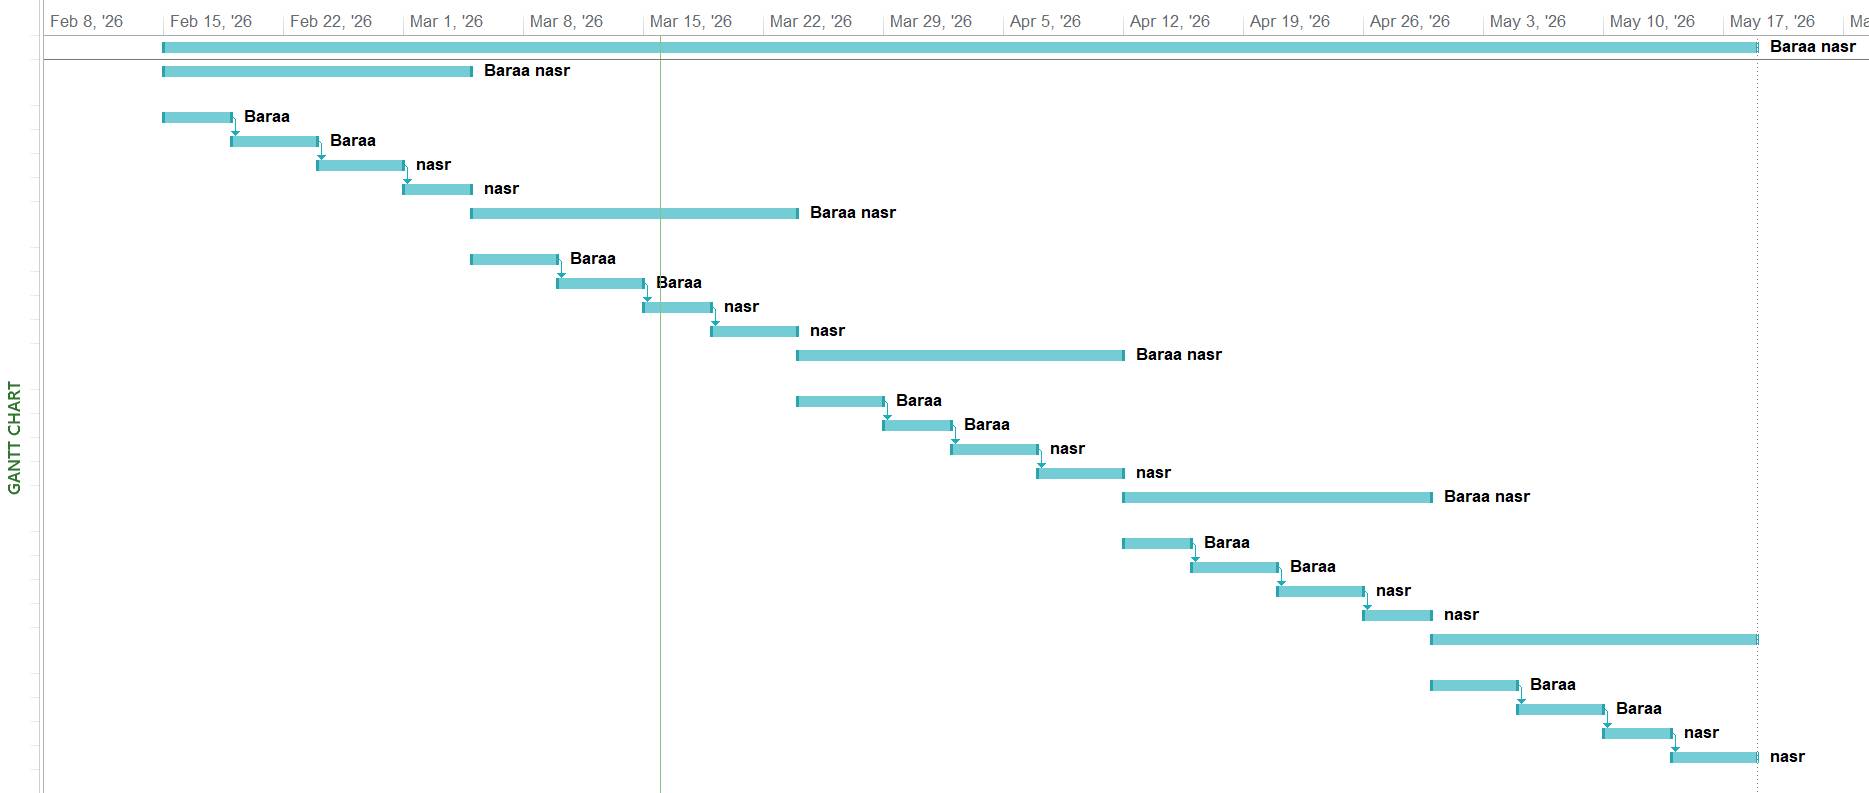 Feb 8, '26 Feb 15, '26 Feb 22, '26 Mar 1, '26 Mar 8, '26 Mar 15, '26 Mar 22, '26 Mar 29, '26 Apr 5, '26 Apr 12, '26 Apr 19, '26 Apr 26, '26 May 3, '26 May 10, '26 May 17, '26 Ma
Baraa nasr
Baraa nasr
Baraa
Baraa
nasr
nasr
Baraa nasr
Baraa
Baraa
nasr
nasr
Baraa nasr
Baraa
Baraa
nasr
nasr
Baraa nasr
Baraa
Baraa
nasr
nasr
Baraa
Baraa
nasr
nasr
GANTT CHART